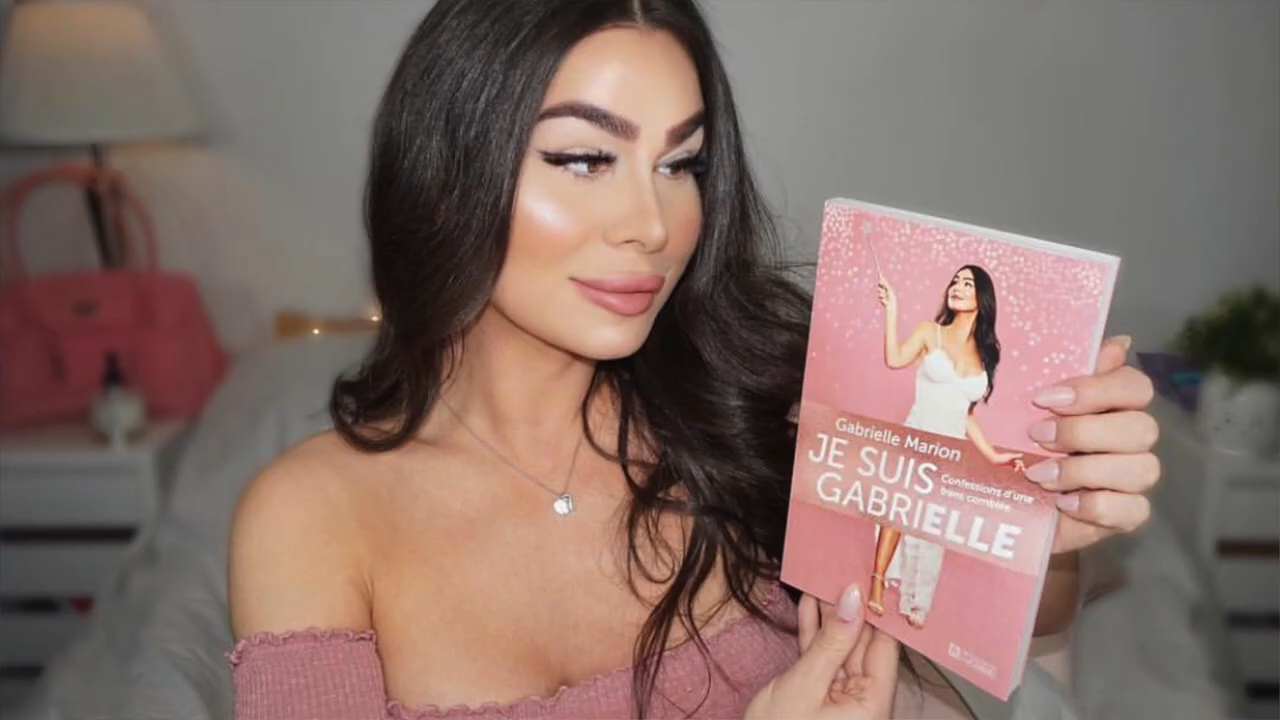 Gabrielle Marion
JE SUIS
GABRIELLE
Confessions d'une
trans comblée